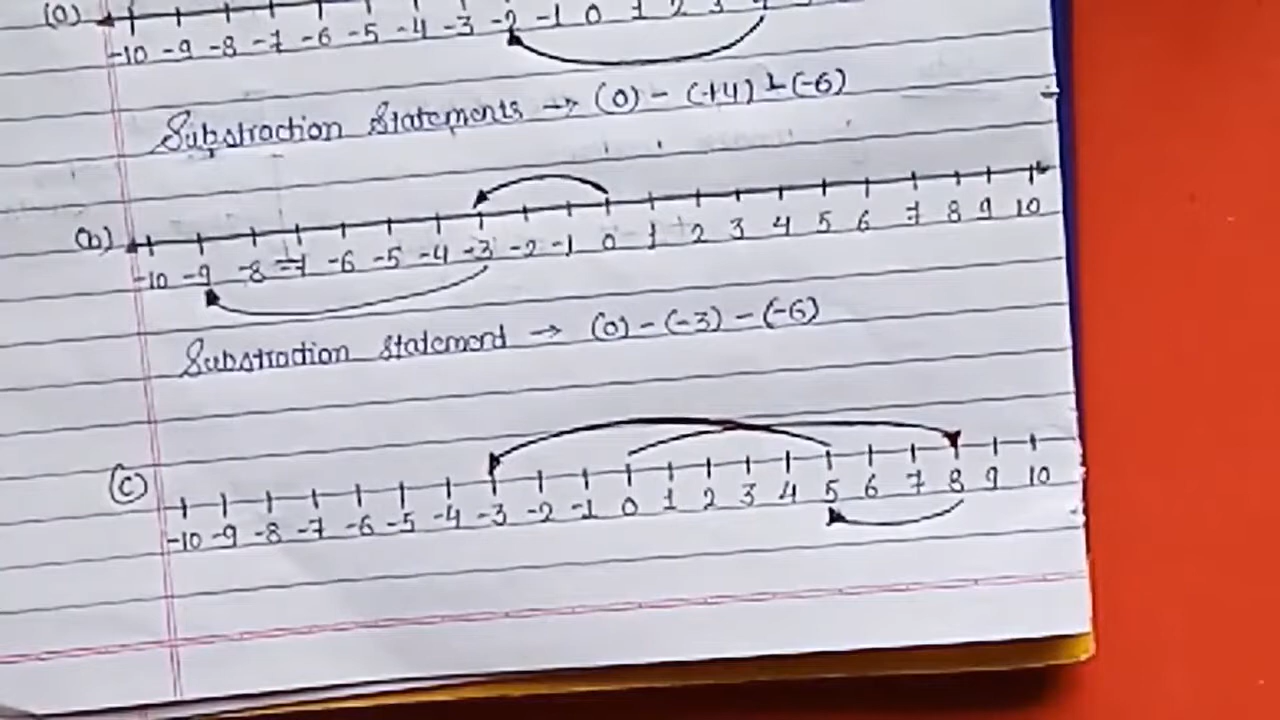 (a)
-10 -9 -8 -7 -6 -5 -4 -3 -2 -1 0 1 2 3
Substraction Statements → (0) - (+4) - (-6)
(b)
-10 -9 -8 -7 -6 -5 -4 -3 -2 -1 0 1 2 3 4 5 6 7 8 9 10
Substraction statement → (0) - (-3) - (-6)
(c)
-10 -9 -8 -7 -6 -5 -4 -3 -2 -1 0 1 2 3 4 5 6 7 8 9 10